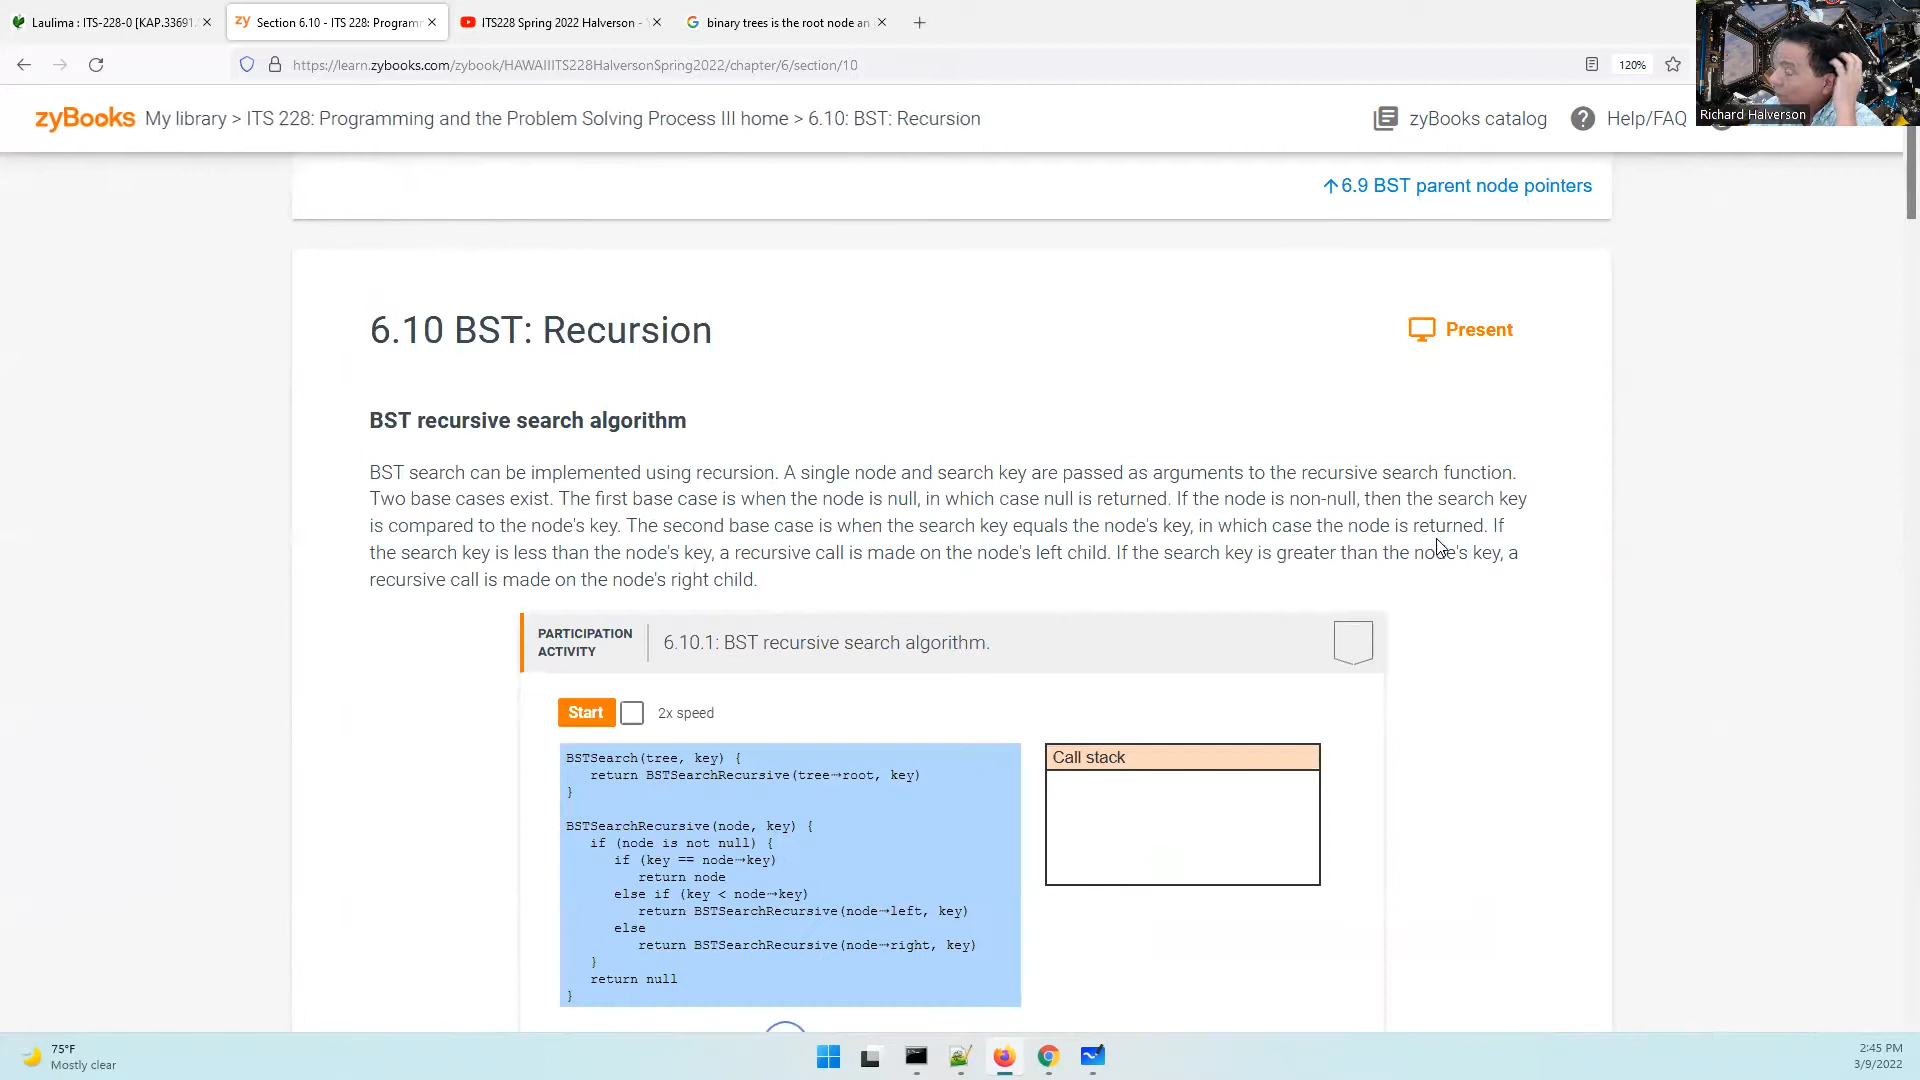 Laulima : ITS-228-0 [KAP.33691.
zy Section 6.10 - ITS 228: Programm
ITS228 Spring 2022 Halverson -
binary trees is the root node an
https://learn.zybooks.com/zybook/HAWAIIITS228HalversonSpring2022/chapter/6/section/10
120%
zyBooks My library > ITS 228: Programming and the Problem Solving Process III home > 6.10: BST: Recursion
zyBooks catalog
Help/FAQ
Richard Halverson
↑6.9 BST parent node pointers
6.10 BST: Recursion
Present
BST recursive search algorithm
BST search can be implemented using recursion. A single node and search key are passed as arguments to the recursive search function.
Two base cases exist. The first base case is when the node is null, in which case null is returned. If the node is non-null, then the search key
is compared to the node's key. The second base case is when the search key equals the node's key, in which case the node is returned. If
the search key is less than the node's key, a recursive call is made on the node's left child. If the search key is greater than the node's key, a
recursive call is made on the node's right child.
PARTICIPATION
ACTIVITY
6.10.1: BST recursive search algorithm.
Start
2x speed
BSTSearch(tree, key) {
return BSTSearchRecursive(tree→root, key)
}
BSTSearchRecursive(node, key) {
if (node is not null) {
if (key == node→key)
return node
else if (key < node→key)
return BSTSearchRecursive(node→left, key)
else
return BSTSearchRecursive(node→right, key)
}
return null
}
Call stack
75°F
Mostly clear
2:45 PM
3/9/2022